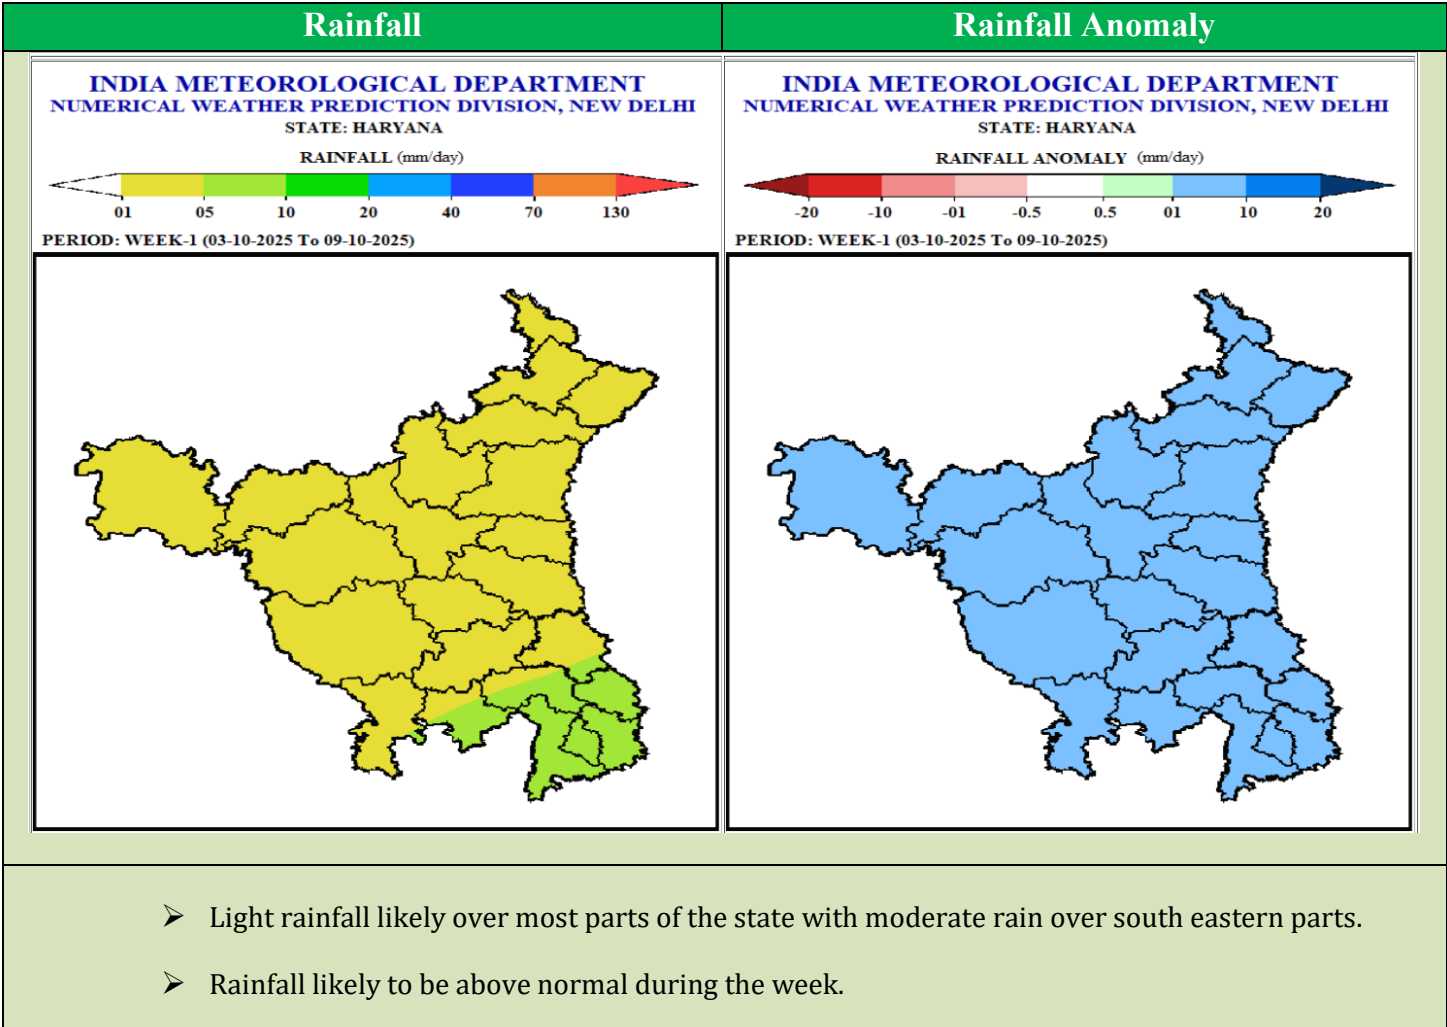 Rainfall
Rainfall Anomaly
INDIA METEOROLOGICAL DEPARTMENT
NUMERICAL WEATHER PREDICTION DIVISION, NEW DELHI
STATE: HARYANA
RAINFALL (mm/day)
01 05 10 20 40 70 130
PERIOD: WEEK-1 (03-10-2025 To 09-10-2025)
INDIA METEOROLOGICAL DEPARTMENT
NUMERICAL WEATHER PREDICTION DIVISION, NEW DELHI
STATE: HARYANA
RAINFALL ANOMALY (mm/day)
-20 -10 -01 -0.5 0.5 01 10 20
PERIOD: WEEK-1 (03-10-2025 To 09-10-2025)
➢ Light rainfall likely over most parts of the state with moderate rain over south eastern parts.
➢ Rainfall likely to be above normal during the week.